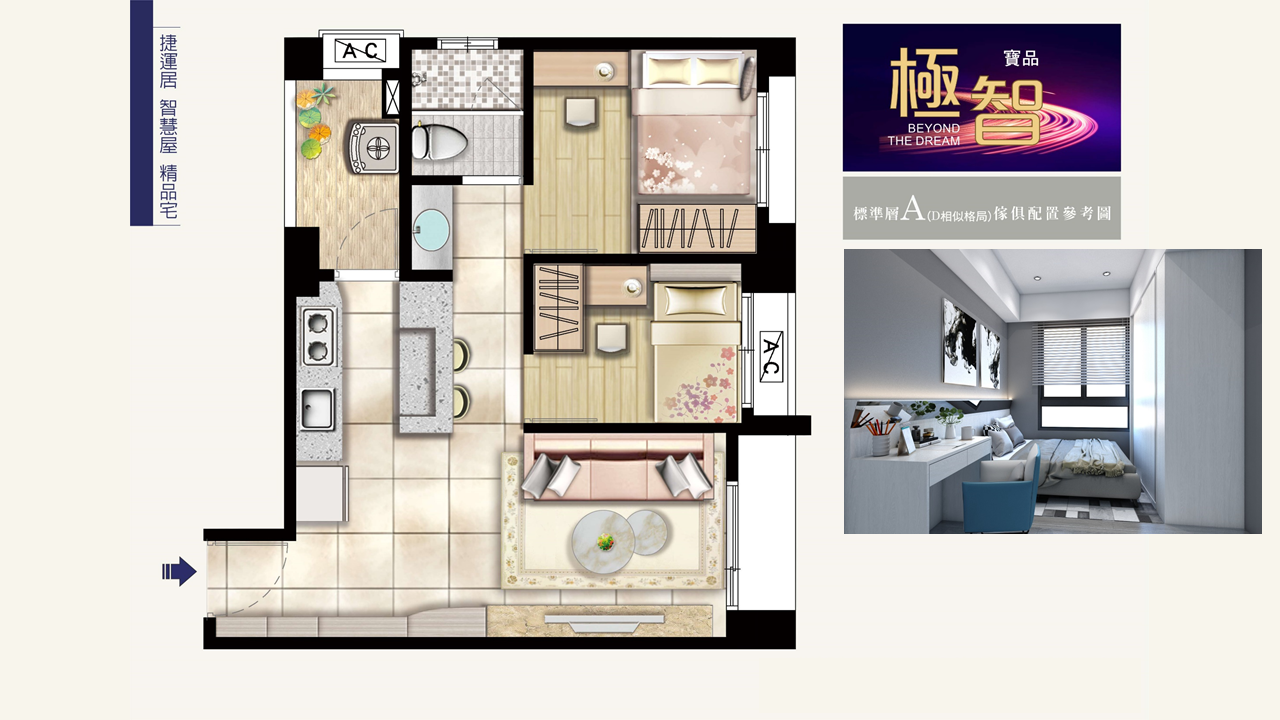 捷運居 智慧屋 精品宅
AC
AC
寶品
極智
BEYOND
THE DREAM
標準層A(D相似格局)傢俱配置參考圖